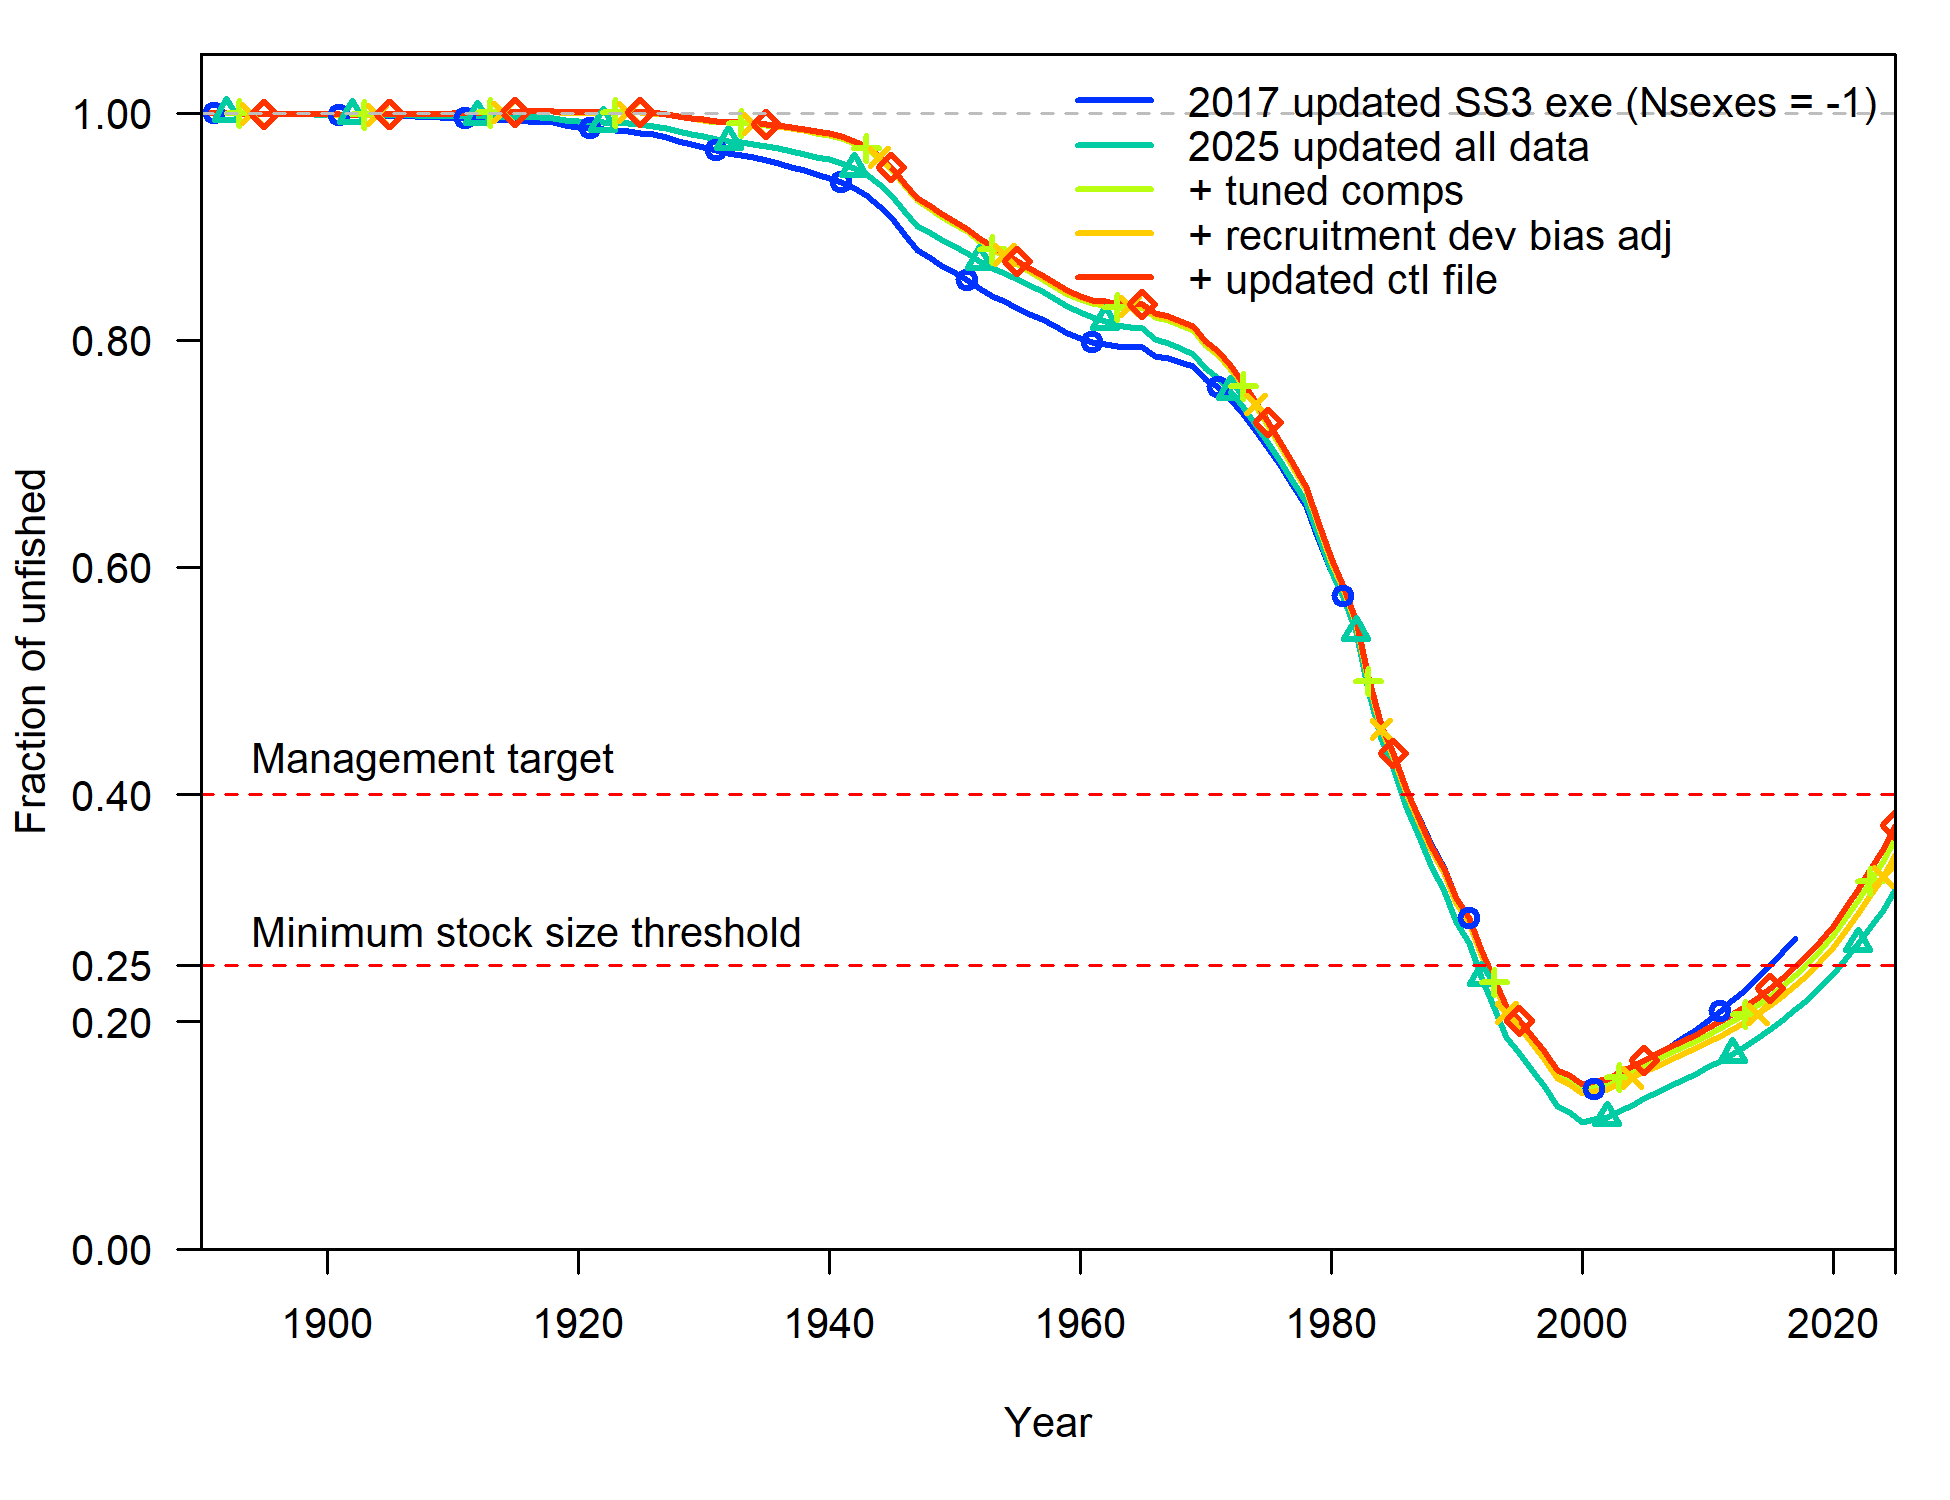 2017 updated SS3 exe (Nsexes = -1)
2025 updated all data
+ tuned comps
+ recruitment dev bias adj
+ updated ctl file
1.00
0.80
0.60
0.40
0.25
0.20
0.00
Fraction of unfished
Management target
Minimum stock size threshold
1900
1920
1940
1960
1980
2000
2020
Year